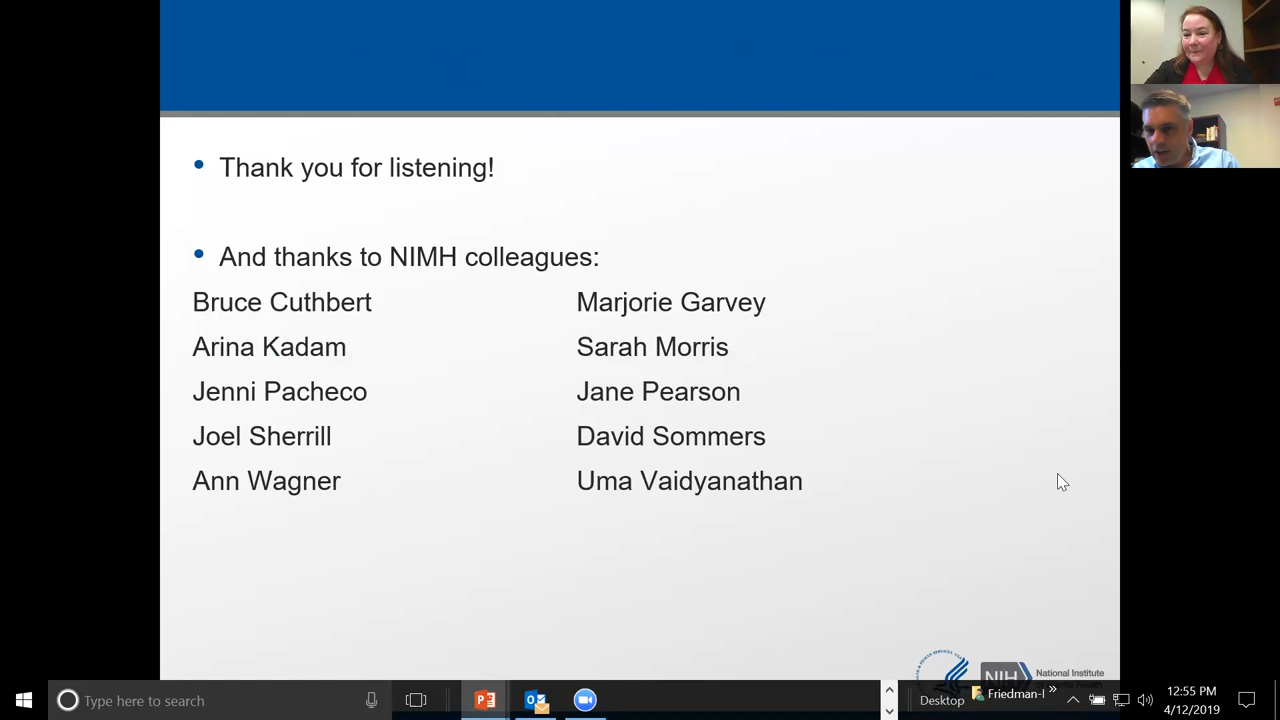 Thank you for listening!
And thanks to NIMH colleagues:
Bruce Cuthbert
Marjorie Garvey
Arina Kadam
Sarah Morris
Jenni Pacheco
Jane Pearson
Joel Sherrill
David Sommers
Ann Wagner
Uma Vaidyanathan
NIH
National Institute
Type here to search
Desktop
Friedman-I
12:55 PM
4/12/2019